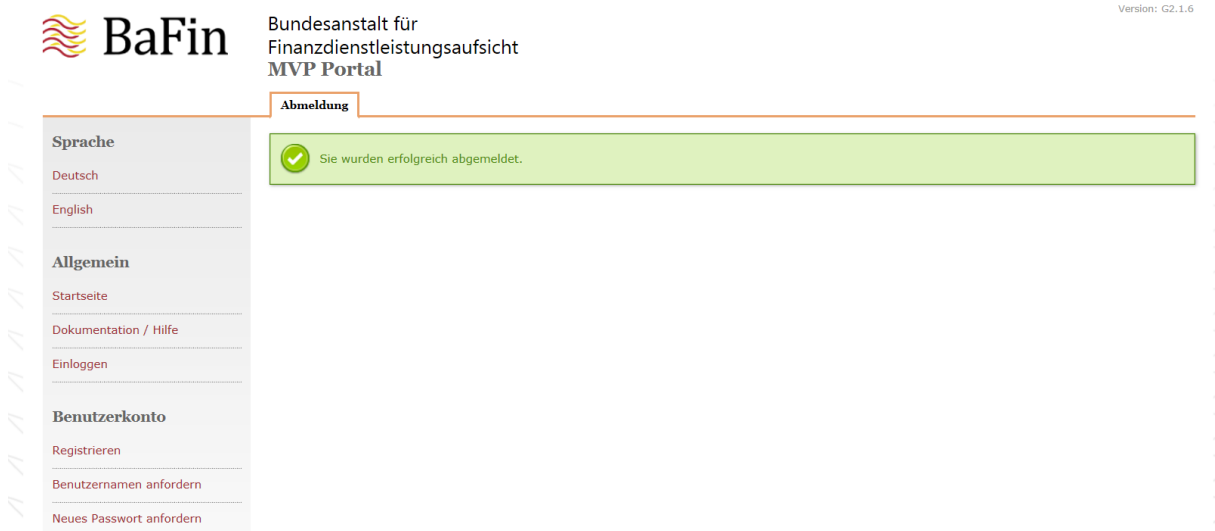 Version: G2.1.6
BaFin
Bundesanstalt für
Finanzdienstleistungsaufsicht
MVP Portal
Abmeldung
Sprache
Deutsch
English
Allgemein
Startseite
Dokumentation / Hilfe
Einloggen
Benutzerkonto
Registrieren
Benutzernamen anfordern
Neues Passwort anfordern
Sie wurden erfolgreich abgemeldet.